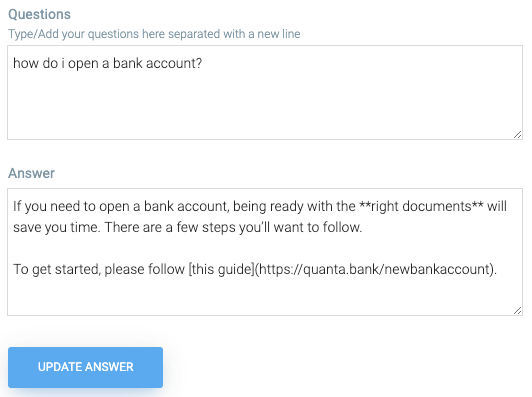 Questions
Type/Add your questions here separated with a new line
how do i open a bank account?
Answer
If you need to open a bank account, being ready with the **right documents** will
save you time. There are a few steps you’ll want to follow.
To get started, please follow [this guide](https://quanta.bank/newbankaccount).
UPDATE ANSWER